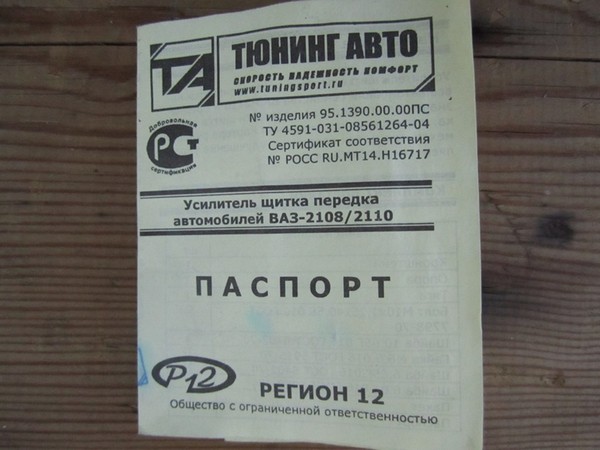 ТА
ТЮНИНГ АВТО
СКОРОСТЬ НАДЕЖНОСТЬ КОМФОРТ
www.tuningsport.ru
№ изделия 95.1390.00.00ПС
ТУ 4591-031-08561264-04
Сертификат соответствия
№ РОСС RU.МТ14.Н16717
Добровольная
РСТ
сертификация
Усилитель щитка передка
автомобилей ВАЗ-2108/2110
ПАСПОРТ
Р12
РЕГИОН 12
Общество с ограниченной ответственностью